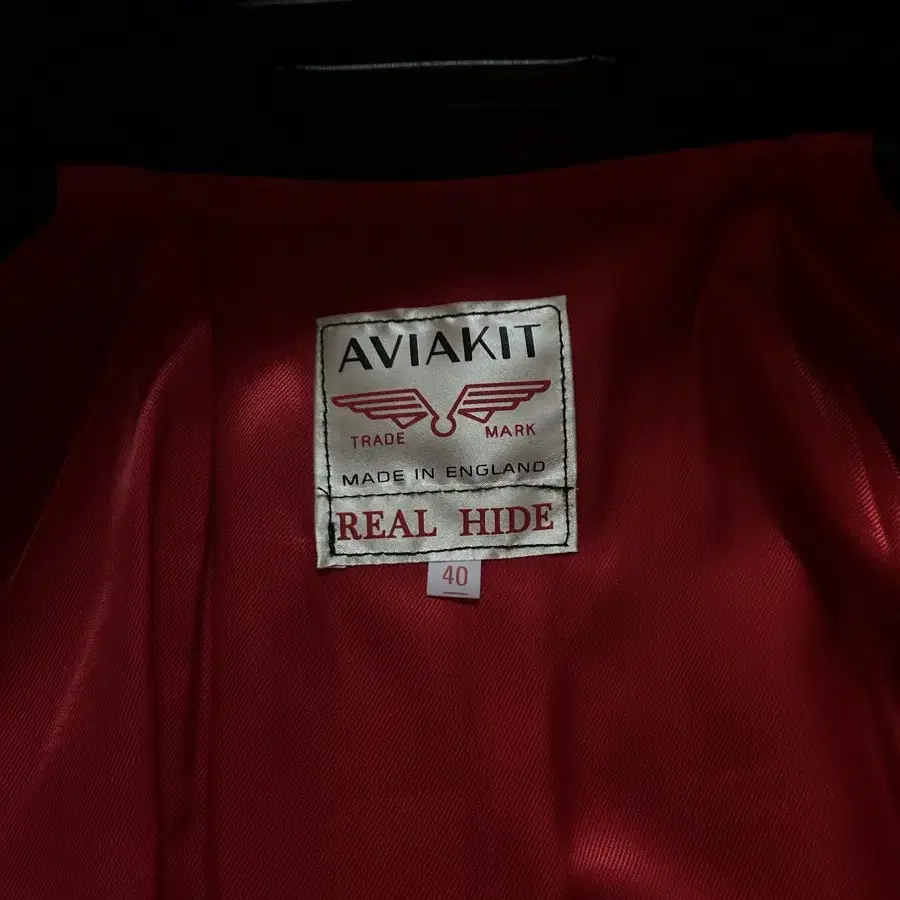 AVIAKIT
TRADE MARK
MADE IN ENGLAND
REAL HIDE
40